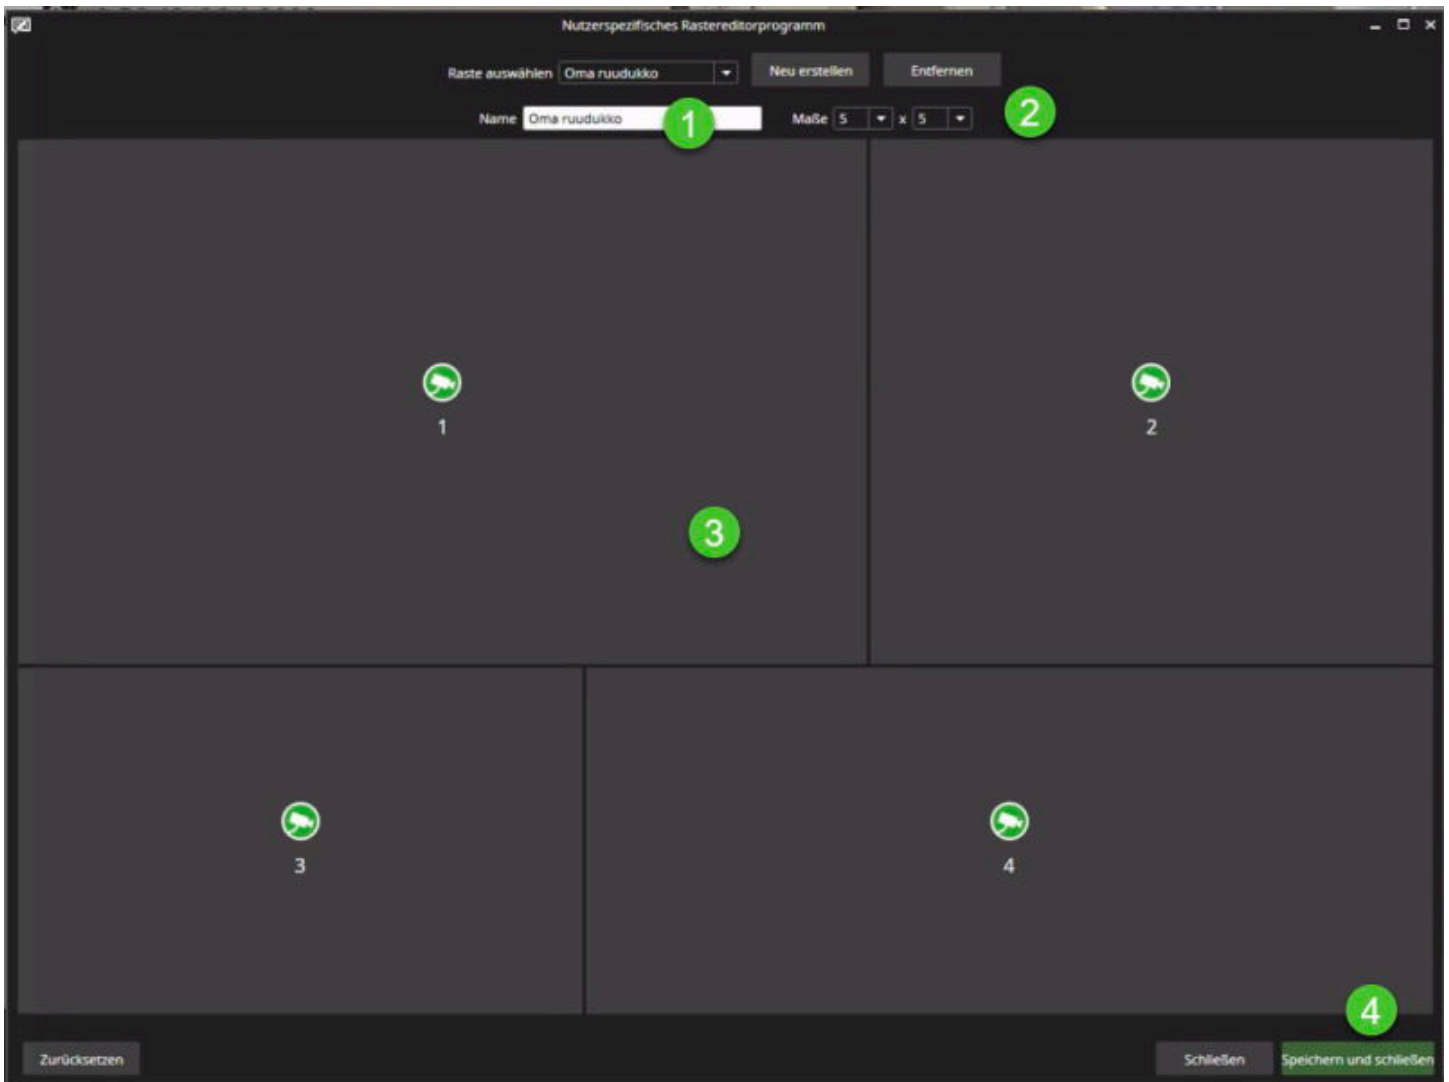 Nutzerspezifisches Rastereditorprogramm
Raste auswählen Oma ruudukko Neu erstellen Entfernen
Name Oma ruudukko 1 Maße 5 x 5 2
1
2
3
3
4
4
Zurücksetzen Schließen Speichern und schließen